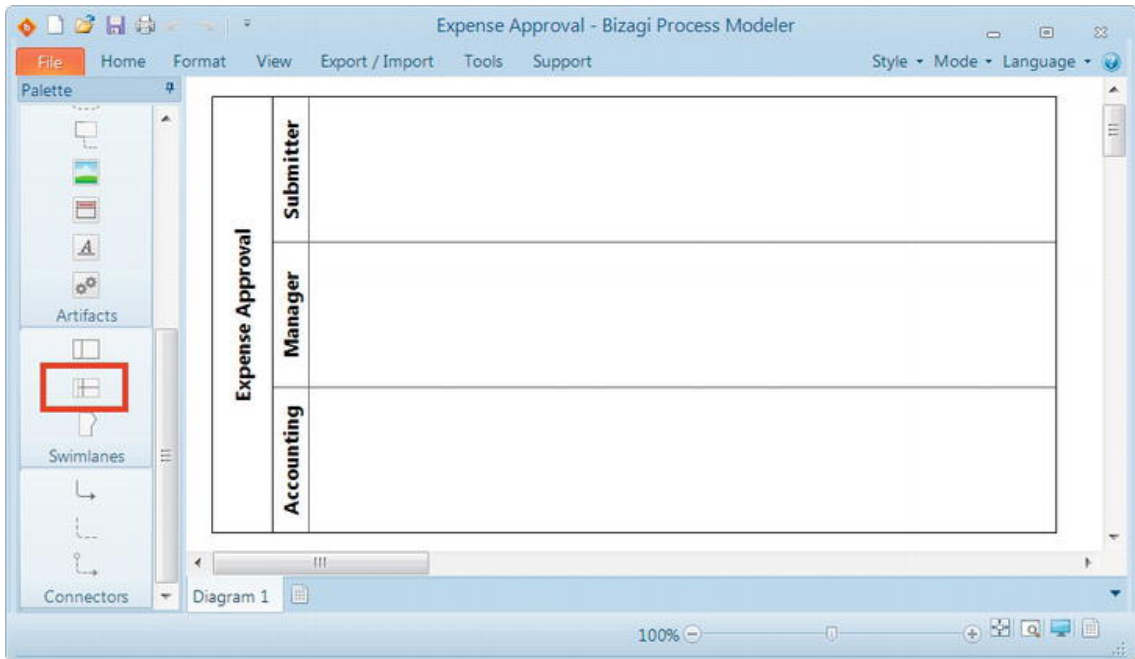 Expense Approval - Bizagi Process Modeler
File Home Format View Export / Import Tools Support Style Mode Language
Palette
Artifacts
Swimlanes
Connectors
Expense Approval
Submitter
Manager
Accounting
Diagram 1
100%